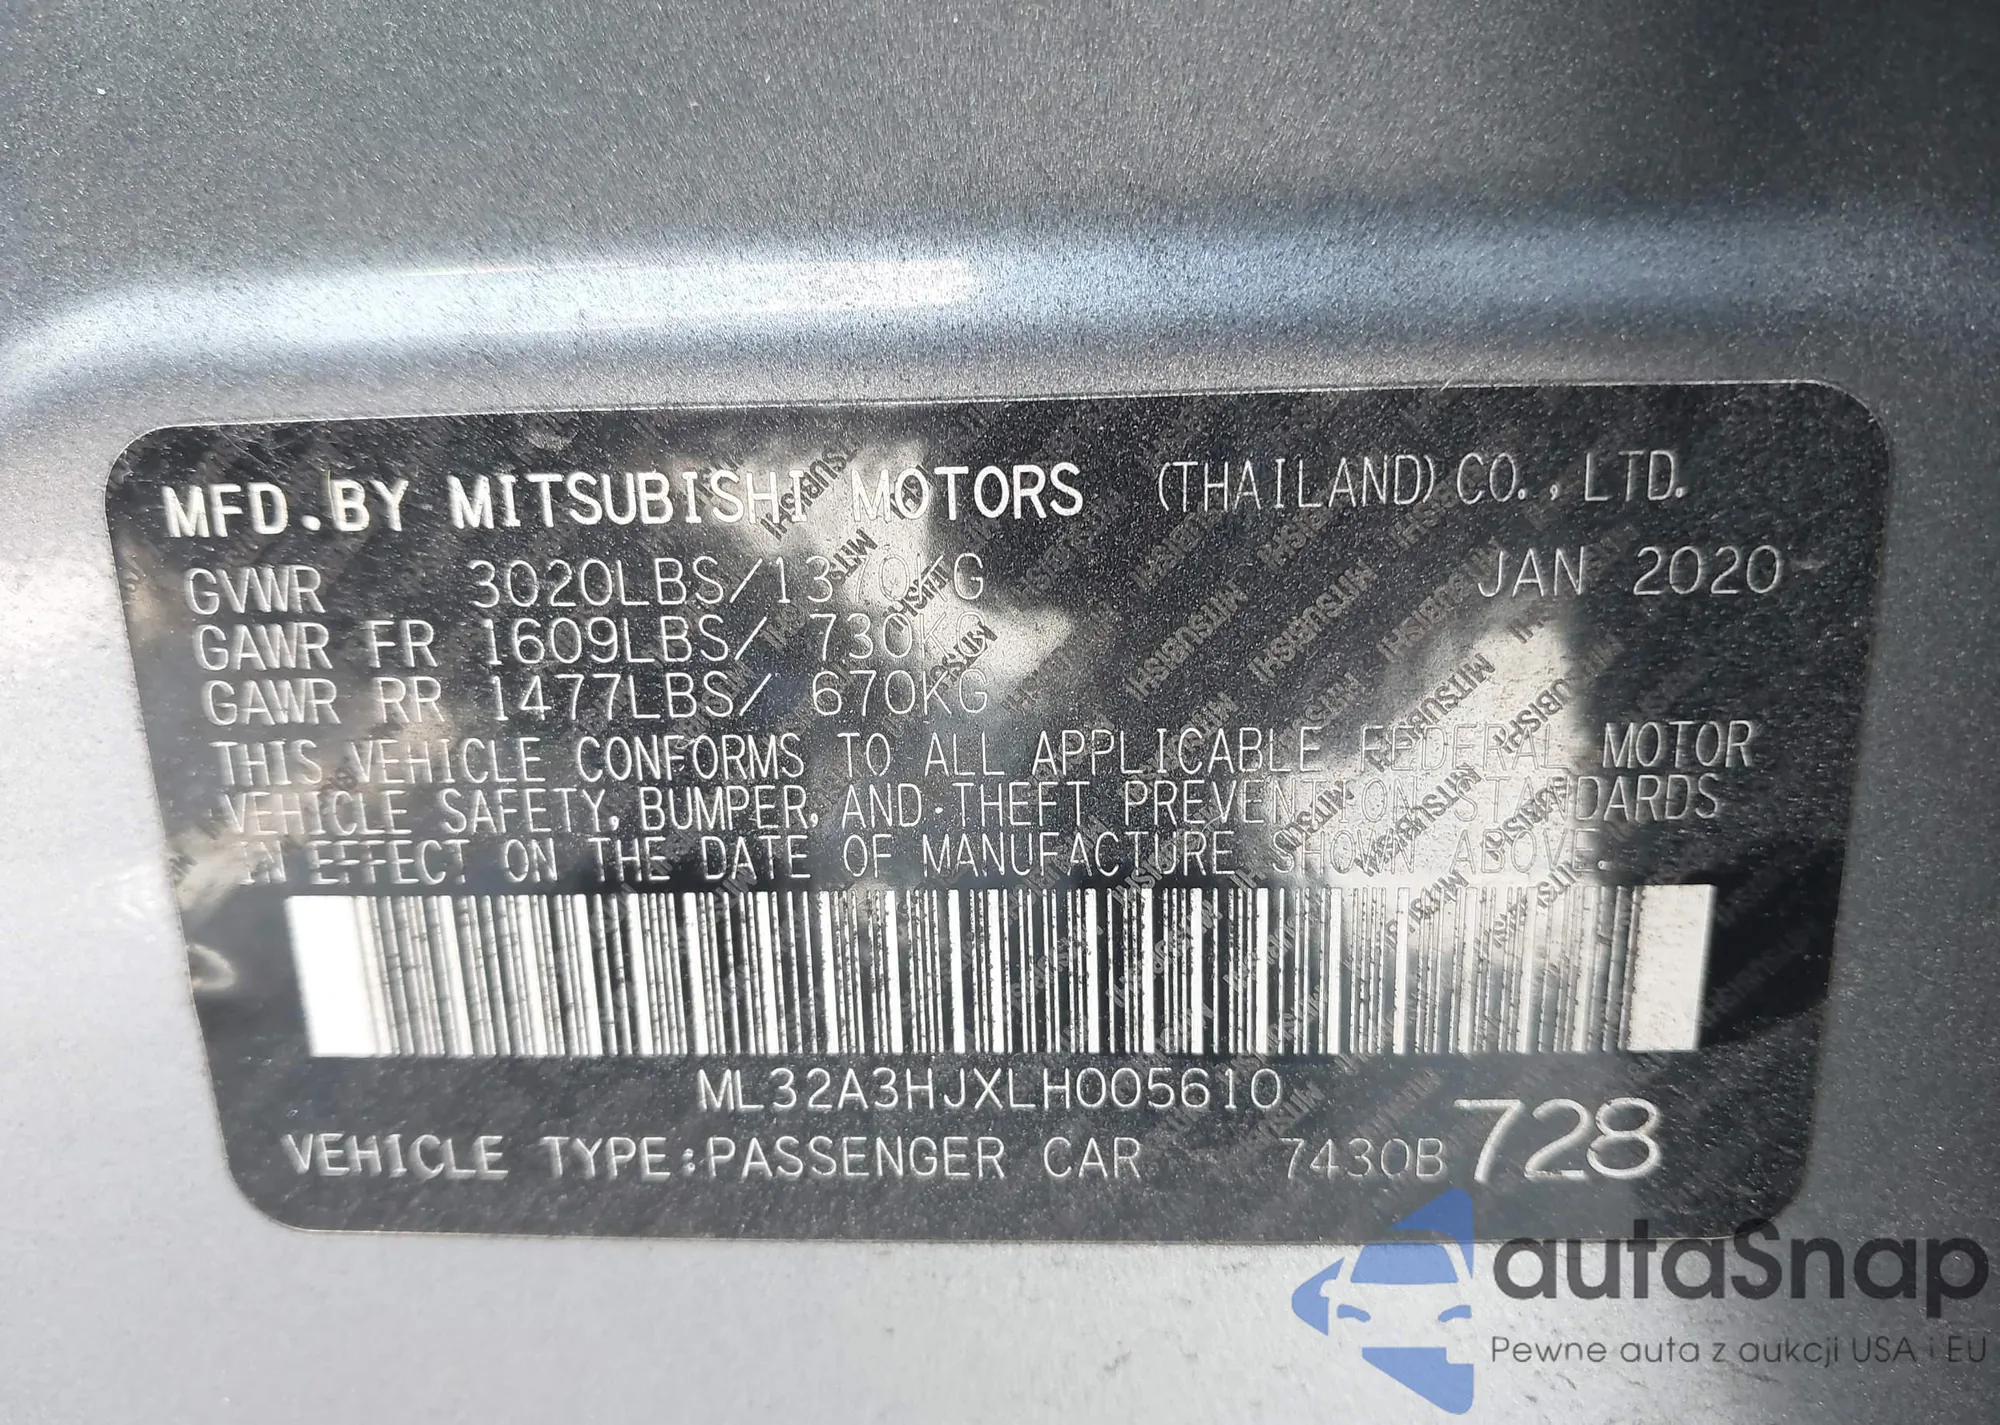 MFD.BY MITSUBISHI MOTORS (THAILAND) CO.,LTD.
GVWR 3020LBS/1370KG JAN 2020
GAWR FR 1609LBS/ 730KG
GAWR RR 1477LBS/ 670KG
THIS VEHICLE CONFORMS TO ALL APPLICABLE FEDERAL MOTOR
VEHICLE SAFETY, BUMPER, AND THEFT PREVENTION STANDARDS
IN EFFECT ON THE DATE OF MANUFACTURE SHOWN ABOVE.
ML32A3HJXLH005610
VEHICLE TYPE:PASSENGER CAR 7430B 728
autaSnap
Pewne auta z aukcji USA i EU